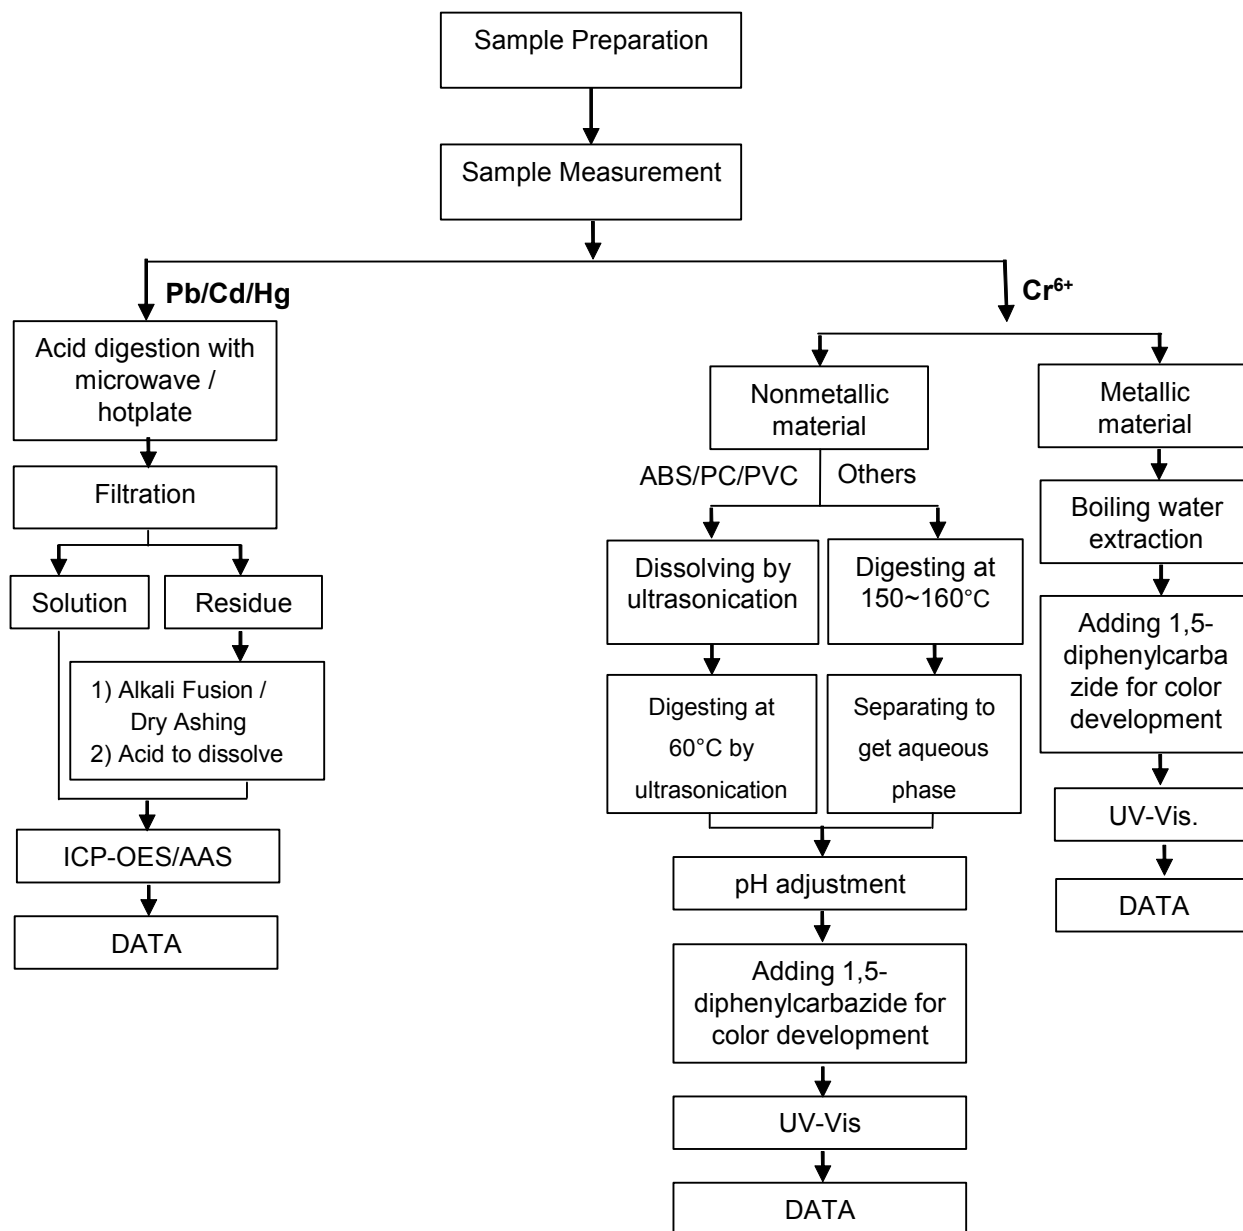 Sample Preparation
Sample Measurement
Pb/Cd/Hg
Cr⁶⁺
Acid digestion with
microwave /
hotplate
Filtration
Solution
Residue
1) Alkali Fusion /
Dry Ashing
2) Acid to dissolve
ICP-OES/AAS
DATA
Nonmetallic
material
ABS/PC/PVC
Others
Dissolving by
ultrasonication
Digesting at
150~160°C
Digesting at
60°C by
ultrasonication
Separating to
get aqueous
phase
pH adjustment
Adding 1,5-
diphenylcarbazide for
color development
UV-Vis
DATA
Metallic
material
Boiling water
extraction
Adding 1,5-
diphenylcarba
zide for color
development
UV-Vis.
DATA